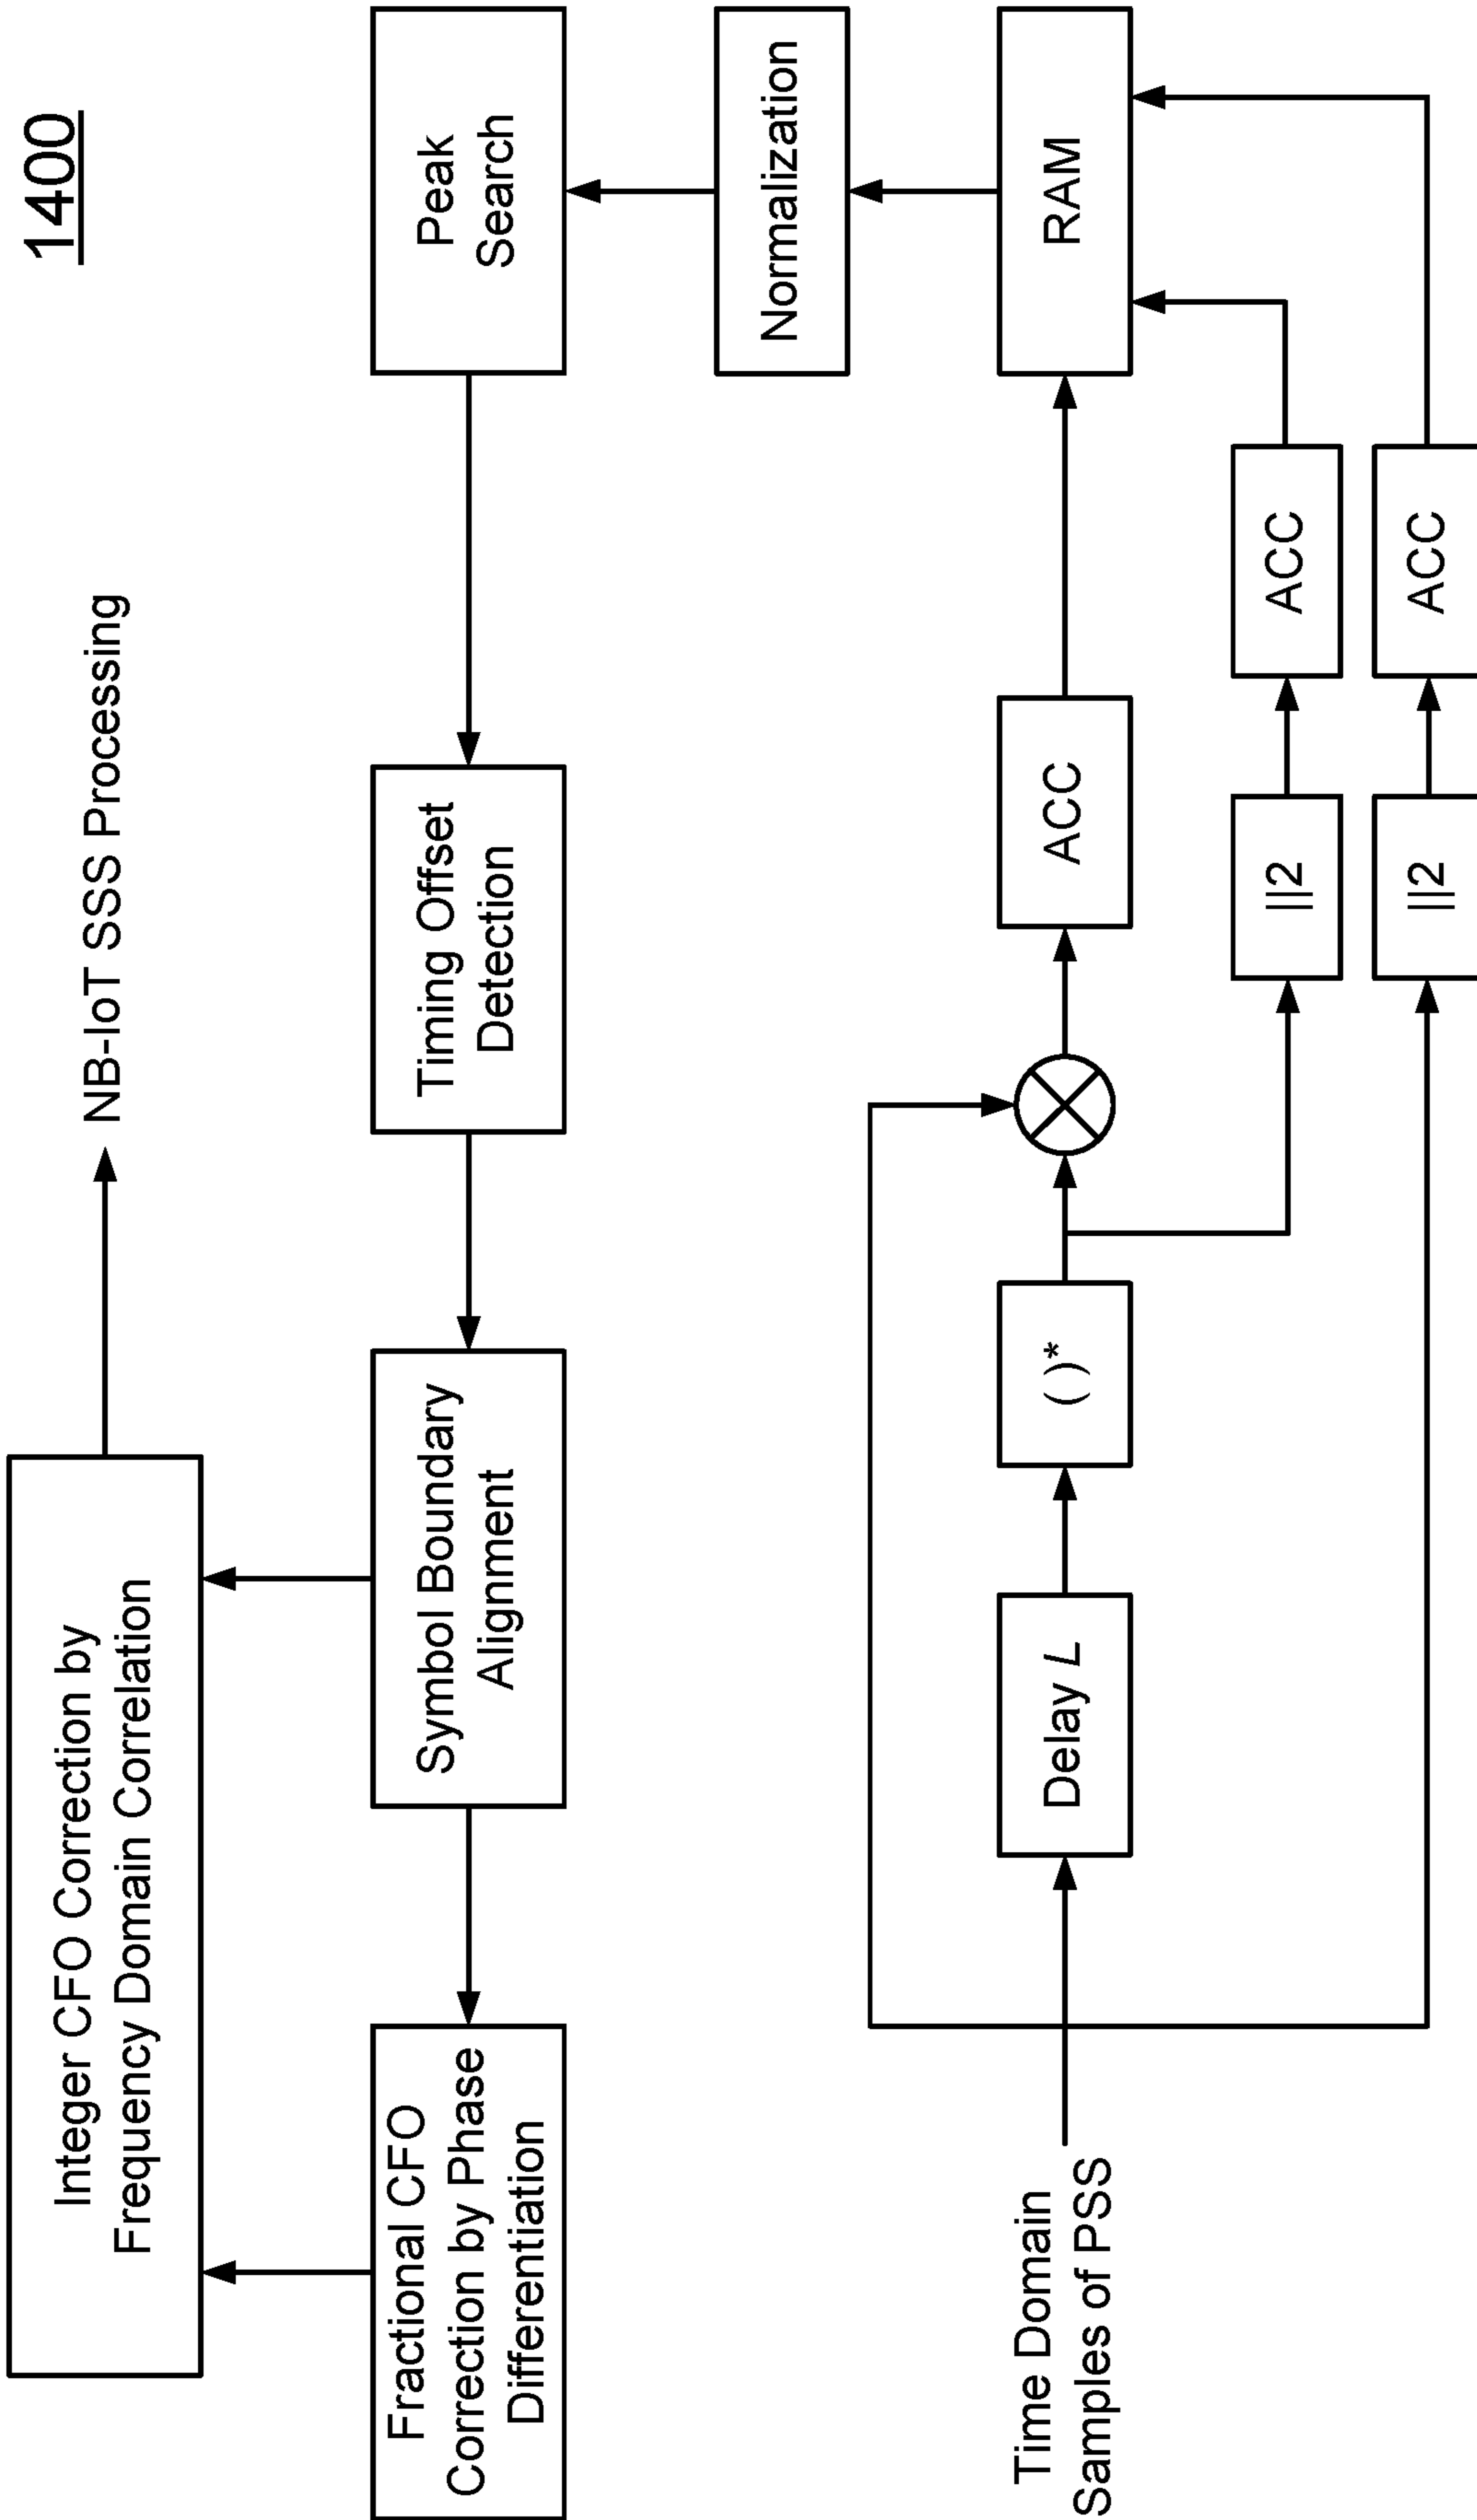 1400
Integer CFO Correction by
Frequency Domain Correlation
NB-IoT SSS Processing
Fractional CFO
Correction by Phase
Differentiation
Symbol Boundary
Alignment
Timing Offset
Detection
Peak
Search
Normalization
Time Domain
Samples of PSS
Delay L
( )*
ACC
RAM
||2
ACC
||2
ACC